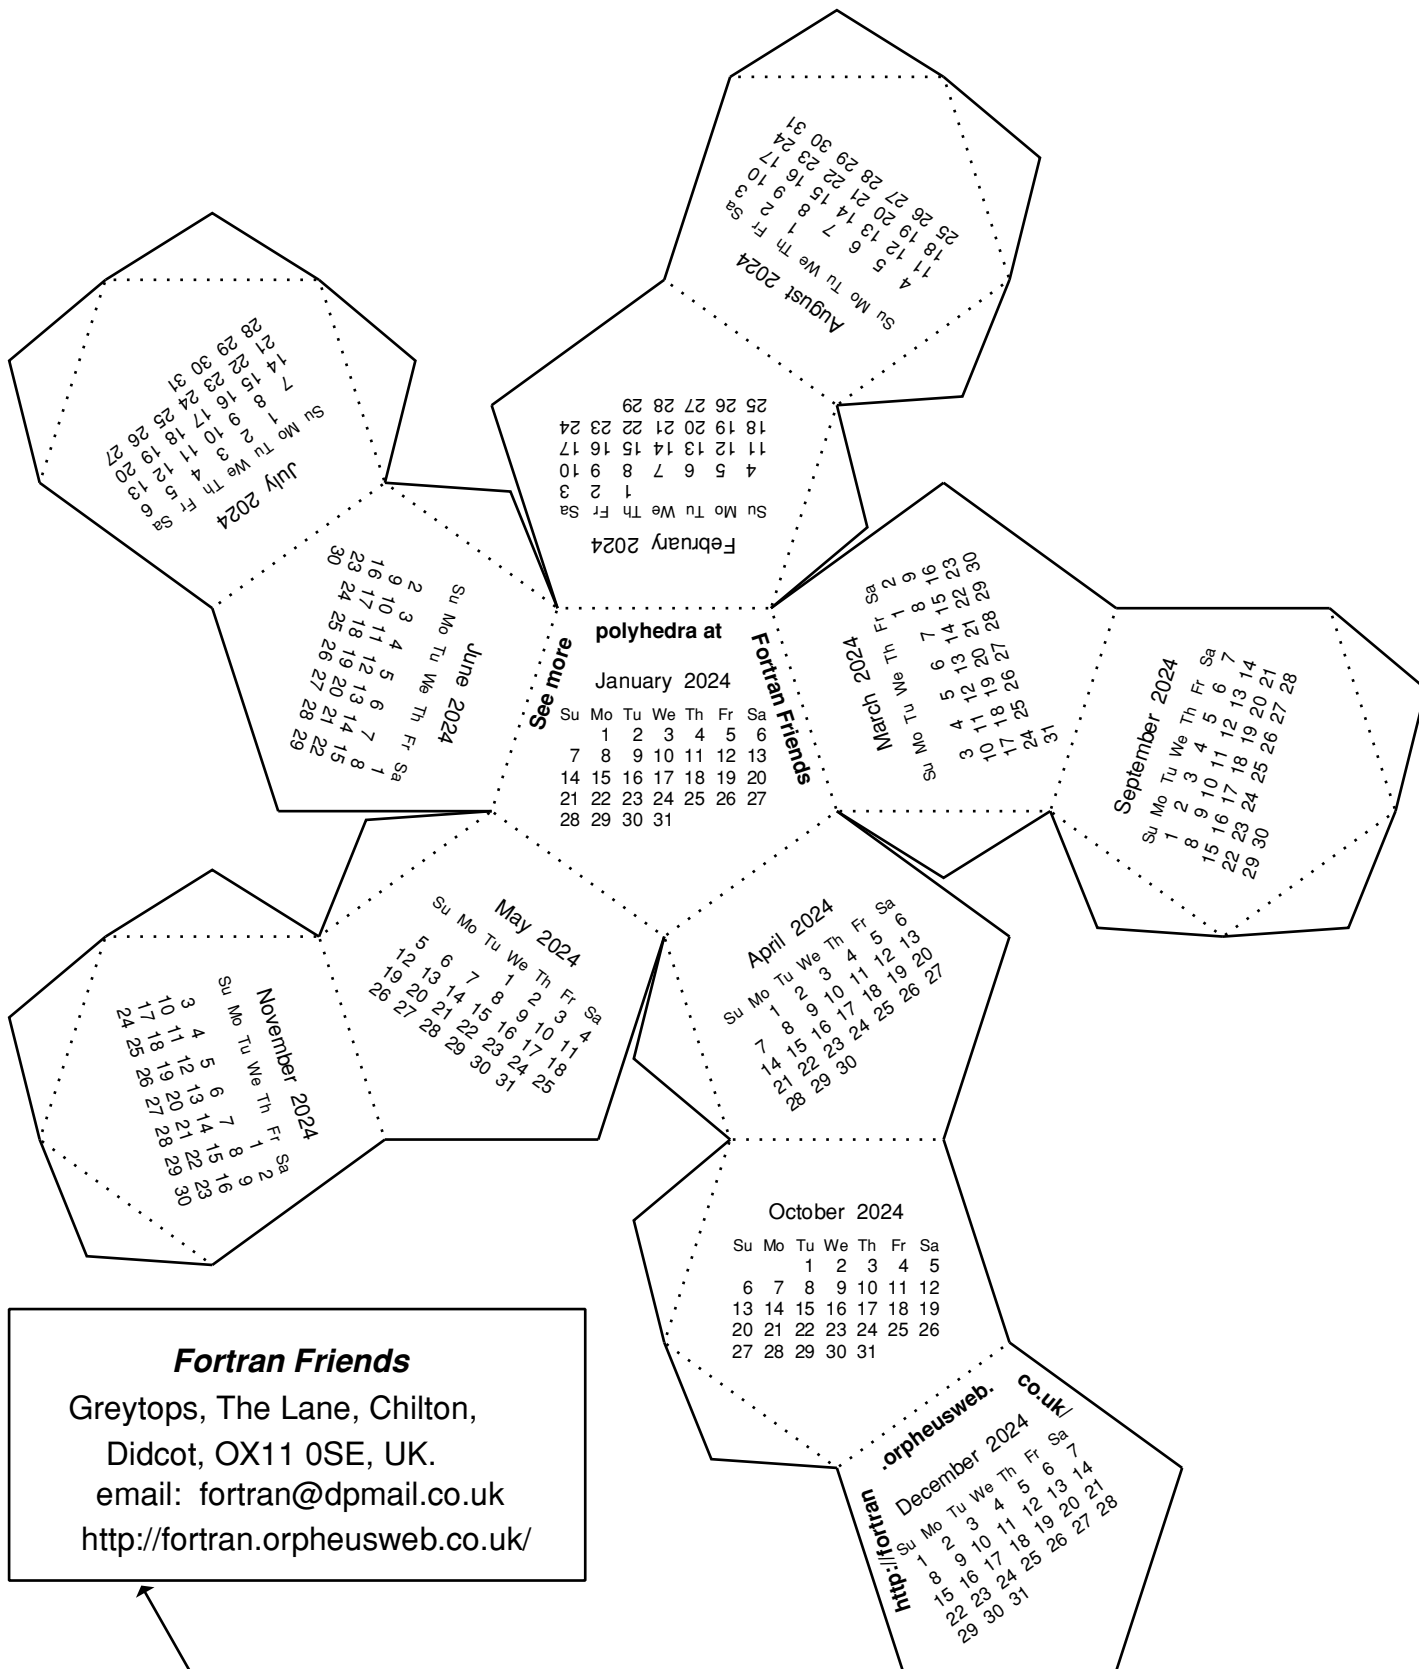 August 2024
Su Mo Tu We Th Fr Sa
1 2 3
4 5 6 7 8 9 10
11 12 13 14 15 16 17
18 19 20 21 22 23 24
25 26 27 28 29 30 31
July 2024
Su Mo Tu We Th Fr Sa
1 2 3 4 5 6
7 8 9 10 11 12 13
14 15 16 17 18 19 20
21 22 23 24 25 26 27
28 29 30 31
February 2024
Su Mo Tu We Th Fr Sa
1 2 3
4 5 6 7 8 9 10
11 12 13 14 15 16 17
18 19 20 21 22 23 24
25 26 27 28 29
June 2024
Su Mo Tu We Th Fr Sa
1
2 3 4 5 6 7 8
9 10 11 12 13 14 15
16 17 18 19 20 21 22
23 24 25 26 27 28 29
30
See more
polyhedra at
Fortran Friends
January 2024
Su Mo Tu We Th Fr Sa
1 2 3 4 5 6
7 8 9 10 11 12 13
14 15 16 17 18 19 20
21 22 23 24 25 26 27
28 29 30 31
March 2024
Su Mo Tu We Th Fr Sa
1 2
3 4 5 6 7 8 9
10 11 12 13 14 15 16
17 18 19 20 21 22 23
24 25 26 27 28 29 30
31
September 2024
Su Mo Tu We Th Fr Sa
1 2 3 4 5 6 7
8 9 10 11 12 13 14
15 16 17 18 19 20 21
22 23 24 25 26 27 28
29 30
May 2024
Su Mo Tu We Th Fr Sa
1 2 3 4
5 6 7 8 9 10 11
12 13 14 15 16 17 18
19 20 21 22 23 24 25
26 27 28 29 30 31
April 2024
Su Mo Tu We Th Fr Sa
1 2 3 4 5 6
7 8 9 10 11 12 13
14 15 16 17 18 19 20
21 22 23 24 25 26 27
28 29 30
November 2024
Su Mo Tu We Th Fr Sa
1 2
3 4 5 6 7 8 9
10 11 12 13 14 15 16
17 18 19 20 21 22 23
24 25 26 27 28 29 30
October 2024
Su Mo Tu We Th Fr Sa
1 2 3 4 5
6 7 8 9 10 11 12
13 14 15 16 17 18 19
20 21 22 23 24 25 26
27 28 29 30 31
http://fortran
.orpheusweb.
co.uk/
December 2024
Su Mo Tu We Th Fr Sa
1 2 3 4 5 6 7
8 9 10 11 12 13 14
15 16 17 18 19 20 21
22 23 24 25 26 27 28
29 30 31
Fortran Friends
Greytops, The Lane, Chilton,
Didcot, OX11 0SE, UK.
email: fortran@dpmail.co.uk
http://fortran.orpheusweb.co.uk/